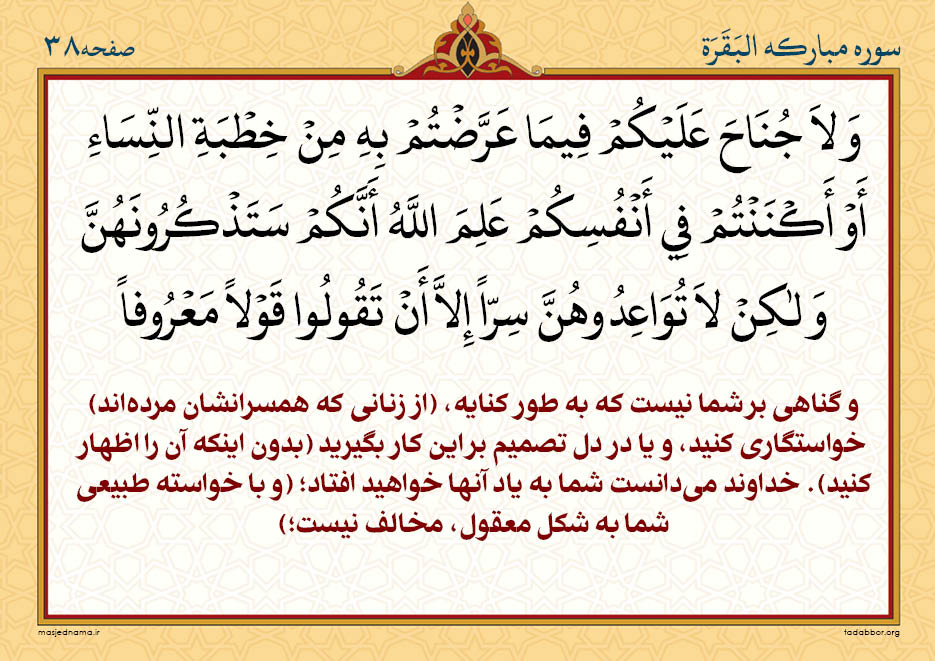 سوره مبارکه البَقَرَة
صفحه۳۸
وَ لاَ جُنَاحَ عَلَيْكُمْ فِيمَا عَرَّضْتُمْ بِهِ مِنْ خِطْبَةِ النِّسَاءِ
أَوْ أَكْنَنْتُمْ فِي أَنْفُسِكُمْ عَلِمَ اللَّهُ أَنَّكُمْ سَتَذْكُرُونَهُنَّ
وَ لٰكِنْ لاَ تُوَاعِدُوهُنَّ سِرّاً إِلاَّ أَنْ تَقُولُوا قَوْلاً مَعْرُوفاً
و گناهی بر شما نیست که به طور کنایه، (از زنانی که همسرانشان مرده‌اند)
خواستگاری کنید، و یا در دل تصمیم بر این کار بگیرید (بدون اینکه آن را اظهار
کنید). خداوند می‌دانست شما به یاد آنها خواهید افتاد؛ (و با خواسته طبیعی
شما به شکل معقول، مخالف نیست؛)
masjednama.ir
tadabbor.org